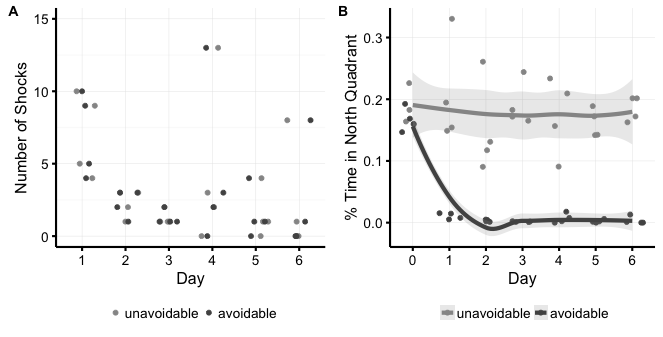 A
Number of Shocks
15
10
5
0
1 2 3 4 5 6
Day
unavoidable avoidable
B
% Time in North Quadrant
0.3
0.2
0.1
0.0
0 1 2 3 4 5 6
Day
unavoidable avoidable